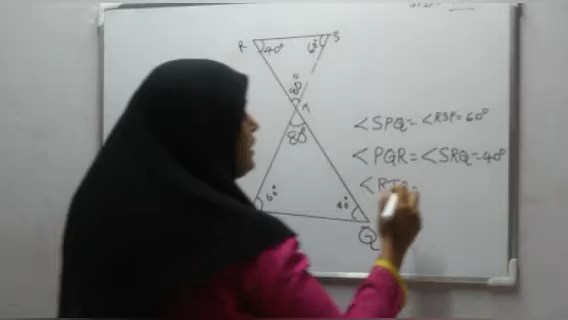 R 40° 60° S
80°
T
80°
60° 40°
Q
<SPQ = <RSP = 60°
<PQR = <SRQ = 40°